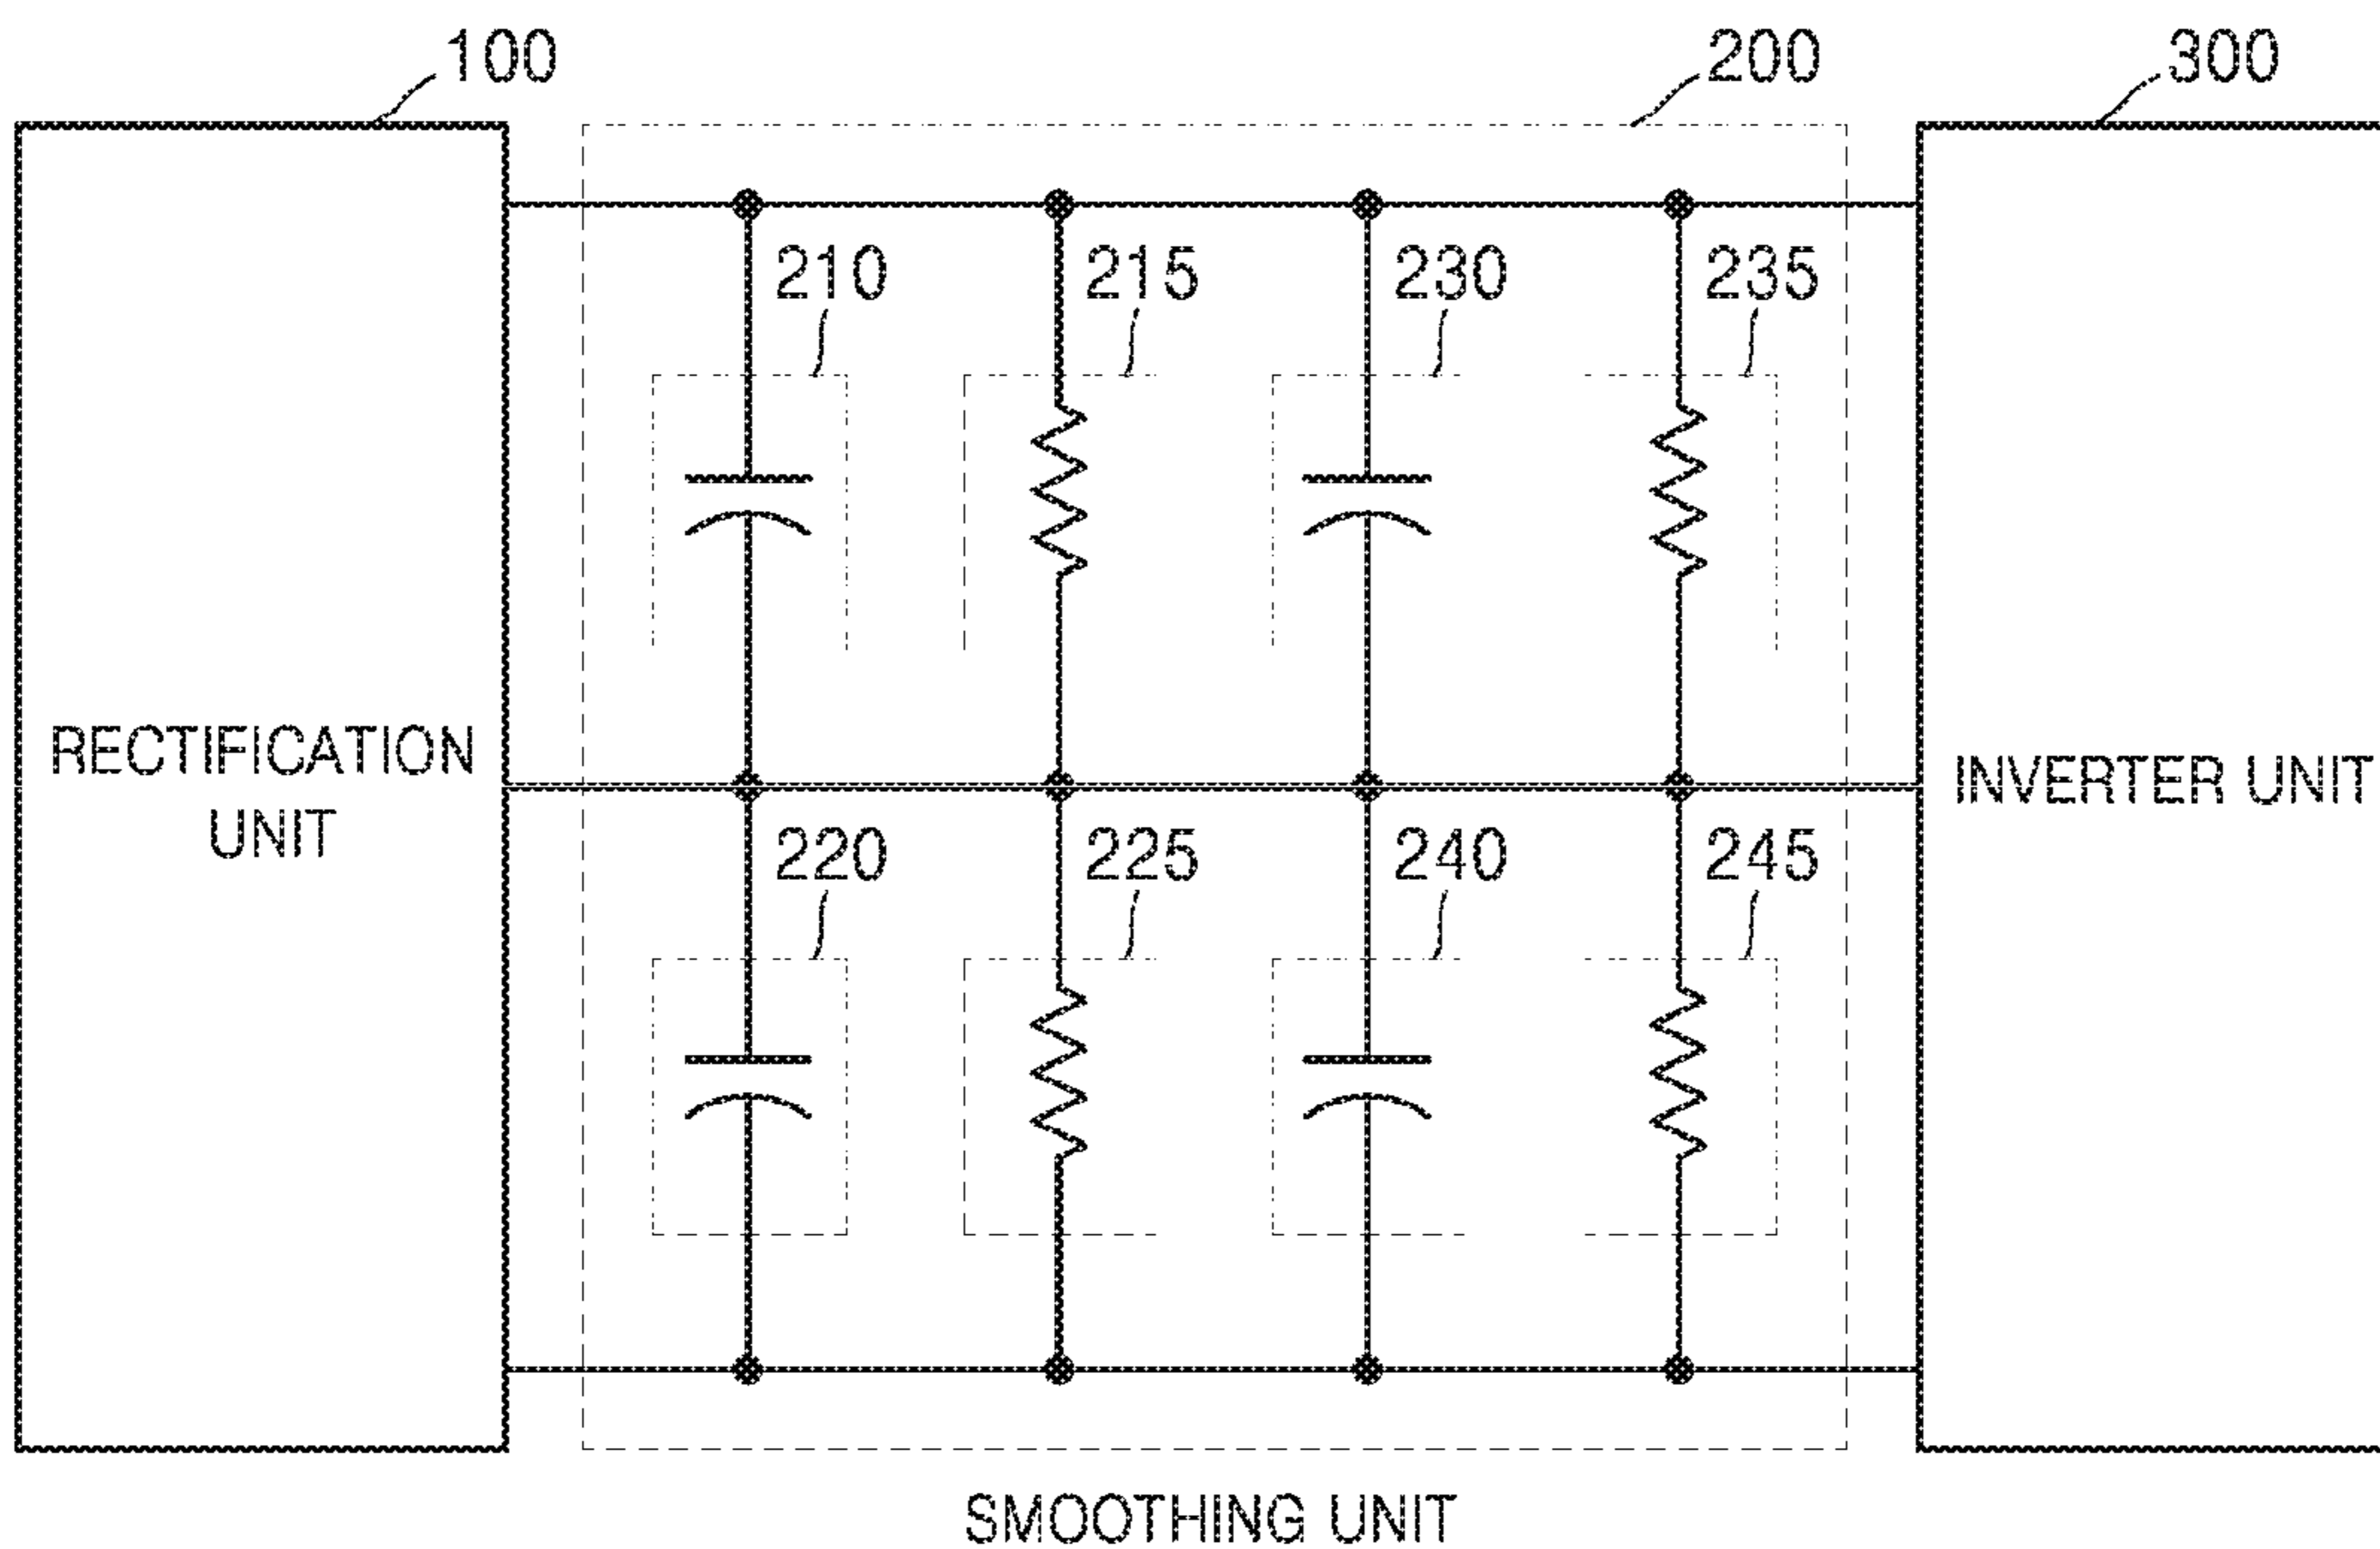 100
200
300
210
215
230
235
RECTIFICATION
UNIT
INVERTER UNIT
220
225
240
245
SMOOTHING UNIT